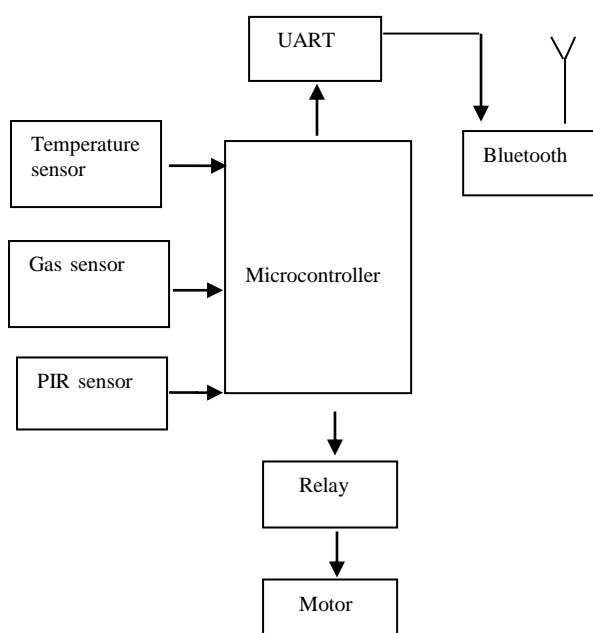 UART
Temperature
sensor
Bluetooth
Gas sensor
Microcontroller
PIR sensor
Relay
Motor